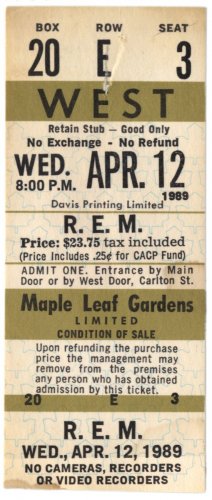 BOX ROW SEAT
20 E 3
WEST
Retain Stub — Good Only
No Exchange - No Refund
WED. APR. 12
8:00 P.M. 1989
Davis Printing Limited
R. E. M.
Price: $23.75 tax included
(Price Includes .25¢ for CACP Fund)
ADMIT ONE. Entrance by Main
Door or by West Door, Carlton St.
Maple Leaf Gardens
LIMITED
CONDITION OF SALE
Upon refunding the purchase
price the management may
remove from the premises
any person who has obtained
admission by this ticket.
20 E 3
R. E. M.
WED., APR. 12, 1989
NO CAMERAS, RECORDERS
OR VIDEO RECORDERS